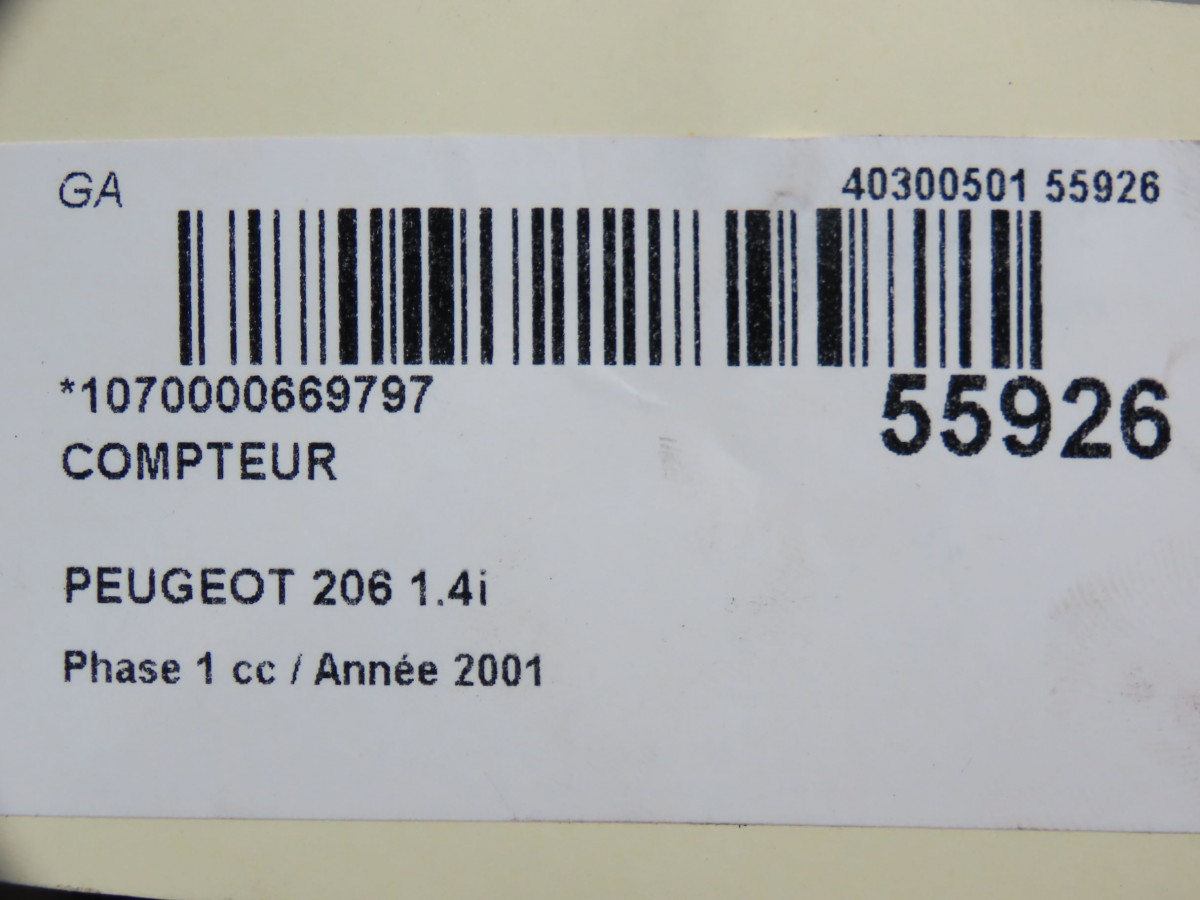 GA
40300501 55926
*1070000669797
55926
COMPTEUR
PEUGEOT 206 1.4i
Phase 1 cc / Année 2001